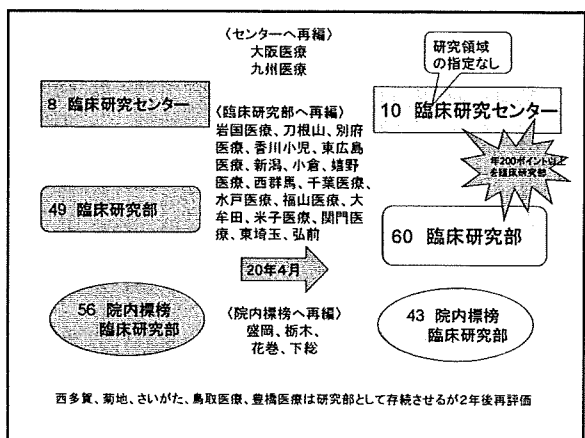 〈センターへ再編〉
大阪医療
九州医療
研究領域
の指定なし
8 臨床研究センター
10 臨床研究センター
〈臨床研究部へ再編〉
岩国医療、刀根山、別府
医療、香川小児、東広島
医療、新潟、小倉、嬉野
医療、西群馬、千葉医療、
水戸医療、福山医療、大
牟田、米子医療、関門医
療、東埼玉、弘前
年200ポイント以上
を臨床研究部
49 臨床研究部
60 臨床研究部
20年4月
56 院内標榜
臨床研究部
〈院内標榜へ再編〉
盛岡、栃木、
花巻、下総
43 院内標榜
臨床研究部
西多賀、菊地、さいがた、鳥取医療、豊橋医療は研究部として存続させるが2年後再評価